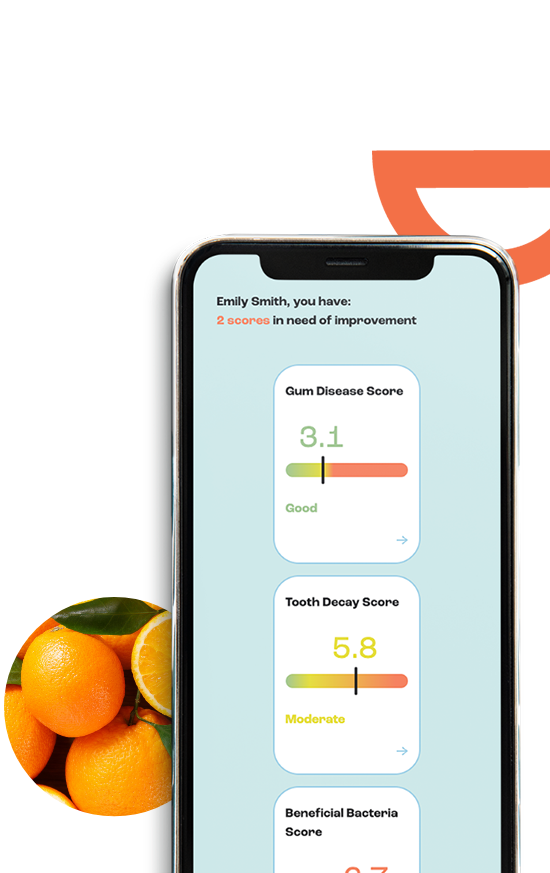 Emily Smith, you have:
2 scores in need of improvement
Gum Disease Score
3.1
Good
Tooth Decay Score
5.8
Moderate
Beneficial Bacteria
Score